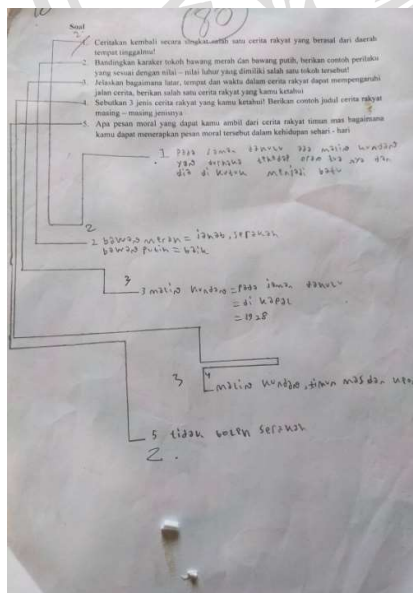 80
Soal
1. Ceritakan kembali secara singkat salah satu cerita rakyat yang berasal dari daerah
tempat tinggalmu!
2. Bandingkan karakter tokoh bawang merah dan bawang putih, berikan contoh perilaku
yang sesuai dengan nilai – nilai luhur yang dimiliki salah satu tokoh tersebut!
3. Jelaskan bagaimana latar, tempat dan waktu dalam cerita rakyat dapat mempengaruhi
jalan cerita, berikan salah satu cerita rakyat yang kamu ketahui
4. Sebutkan 3 jenis cerita rakyat yang kamu ketahui! Berikan contoh judul cerita rakyat
masing – masing jenisnya
5. Apa pesan moral yang dapat kamu ambil dari cerita rakyat timun mas bagaimana
kamu dapat menerapkan pesan moral tersebut dalam kehidupan sehari - hari
1 pada jaman dahulu ada malin kundang
yang durhaka orang tua nya dan
dia di kutuk menjadi batu
2
2 bawang merah = jahat, serakah
bawang putih = baik
3
3 malin kundang = pada jaman dahulu
= di kapal
= 1928
3
4
malin kundang, timun mas dan
5 tidak boleh serakah
2.